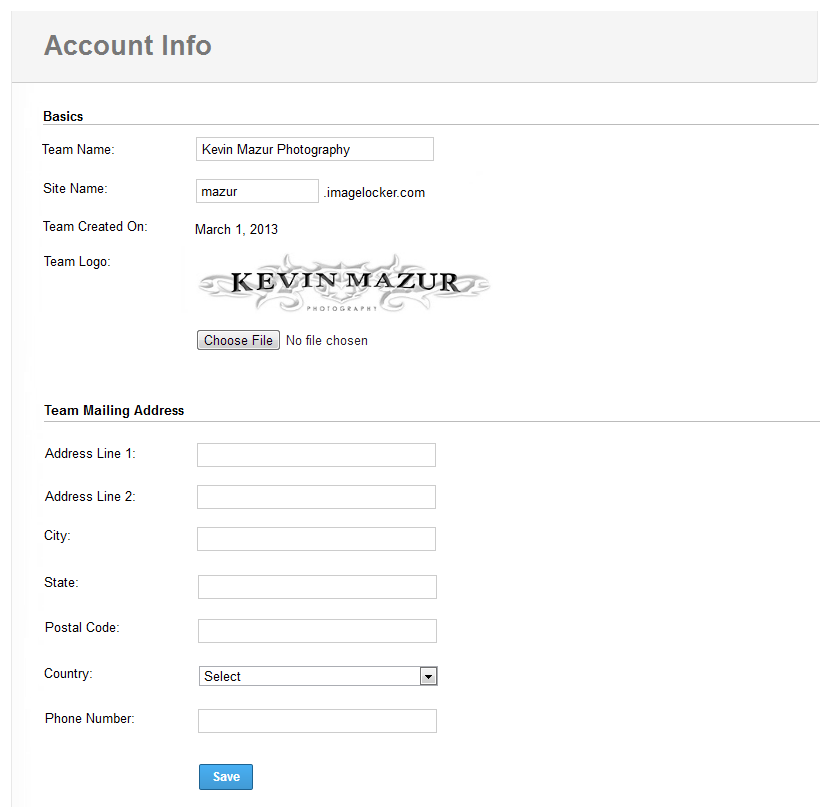 Account Info
Basics
Team Name: Kevin Mazur Photography
Site Name: mazur .imagelocker.com
Team Created On: March 1, 2013
Team Logo: KEVIN MAZUR
PHOTOGRAPHY
Choose File No file chosen
Team Mailing Address
Address Line 1:
Address Line 2:
City:
State:
Postal Code:
Country: Select
Phone Number:
Save